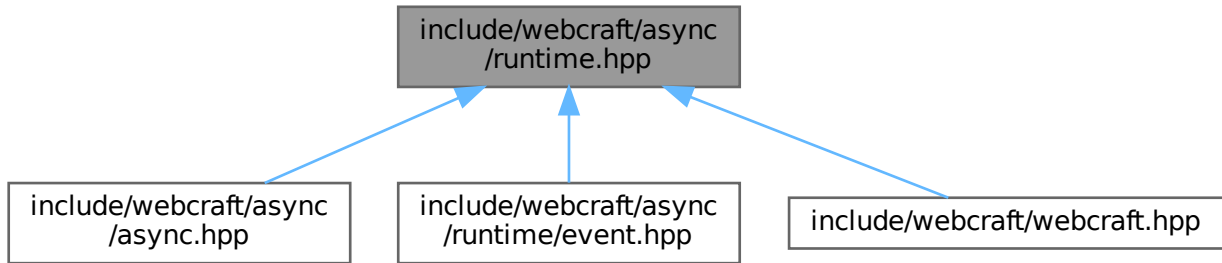 include/webcraft/async
/runtime.hpp
include/webcraft/async
/async.hpp
include/webcraft/async
/runtime/event.hpp
include/webcraft/webcraft.hpp